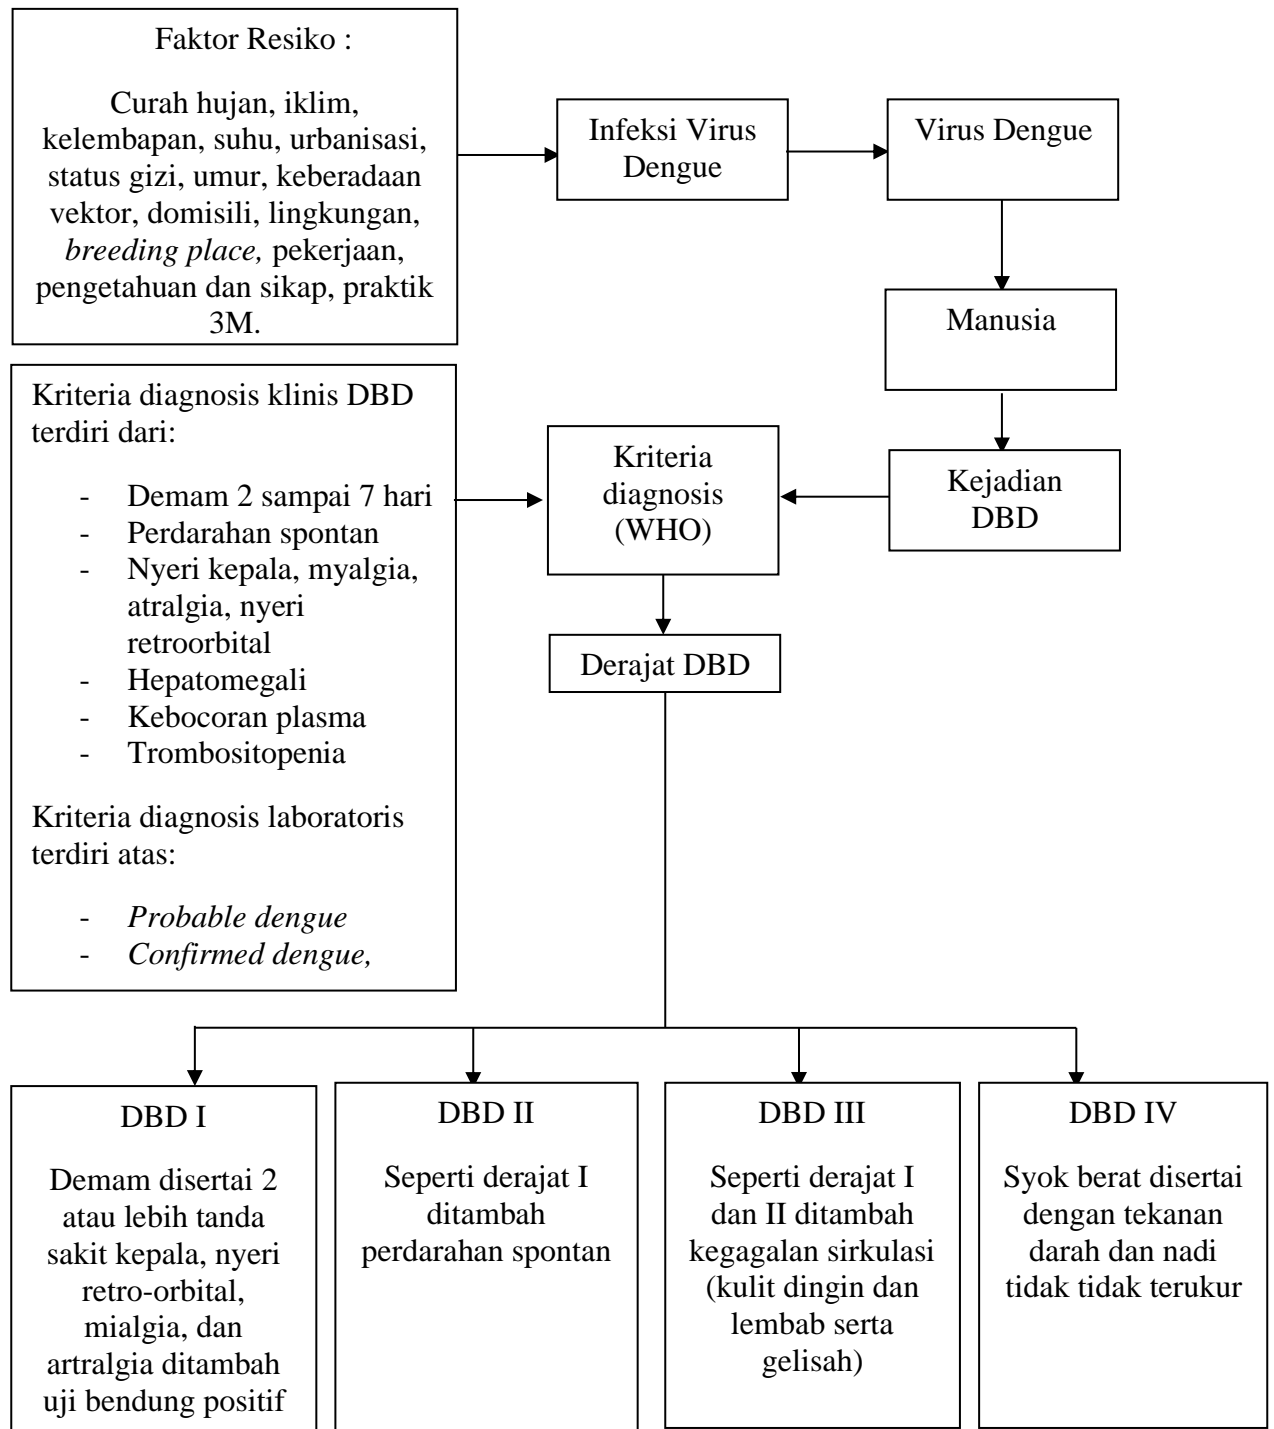 Faktor Resiko :
Curah hujan, iklim,
kelembapan, suhu, urbanisasi,
status gizi, umur, keberadaan
vektor, domisili, lingkungan,
breeding place, pekerjaan,
pengetahuan dan sikap, praktik
3M.
Infeksi Virus
Dengue
Virus Dengue
Manusia
Kejadian
DBD
Kriteria diagnosis klinis DBD
terdiri dari:
- Demam 2 sampai 7 hari
- Perdarahan spontan
- Nyeri kepala, myalgia,
atralgia, nyeri
retroorbital
- Hepatomegali
- Kebocoran plasma
- Trombositopenia
Kriteria diagnosis laboratoris
terdiri atas:
- Probable dengue
- Confirmed dengue,
Kriteria
diagnosis
(WHO)
Derajat DBD
DBD I
Demam disertai 2
atau lebih tanda
sakit kepala, nyeri
retro-orbital,
mialgia, dan
artralgia ditambah
uji bendung positif
DBD II
Seperti derajat I
ditambah
perdarahan spontan
DBD III
Seperti derajat I
dan II ditambah
kegagalan sirkulasi
(kulit dingin dan
lembab serta
gelisah)
DBD IV
Syok berat disertai
dengan tekanan
darah dan nadi
tidak tidak terukur